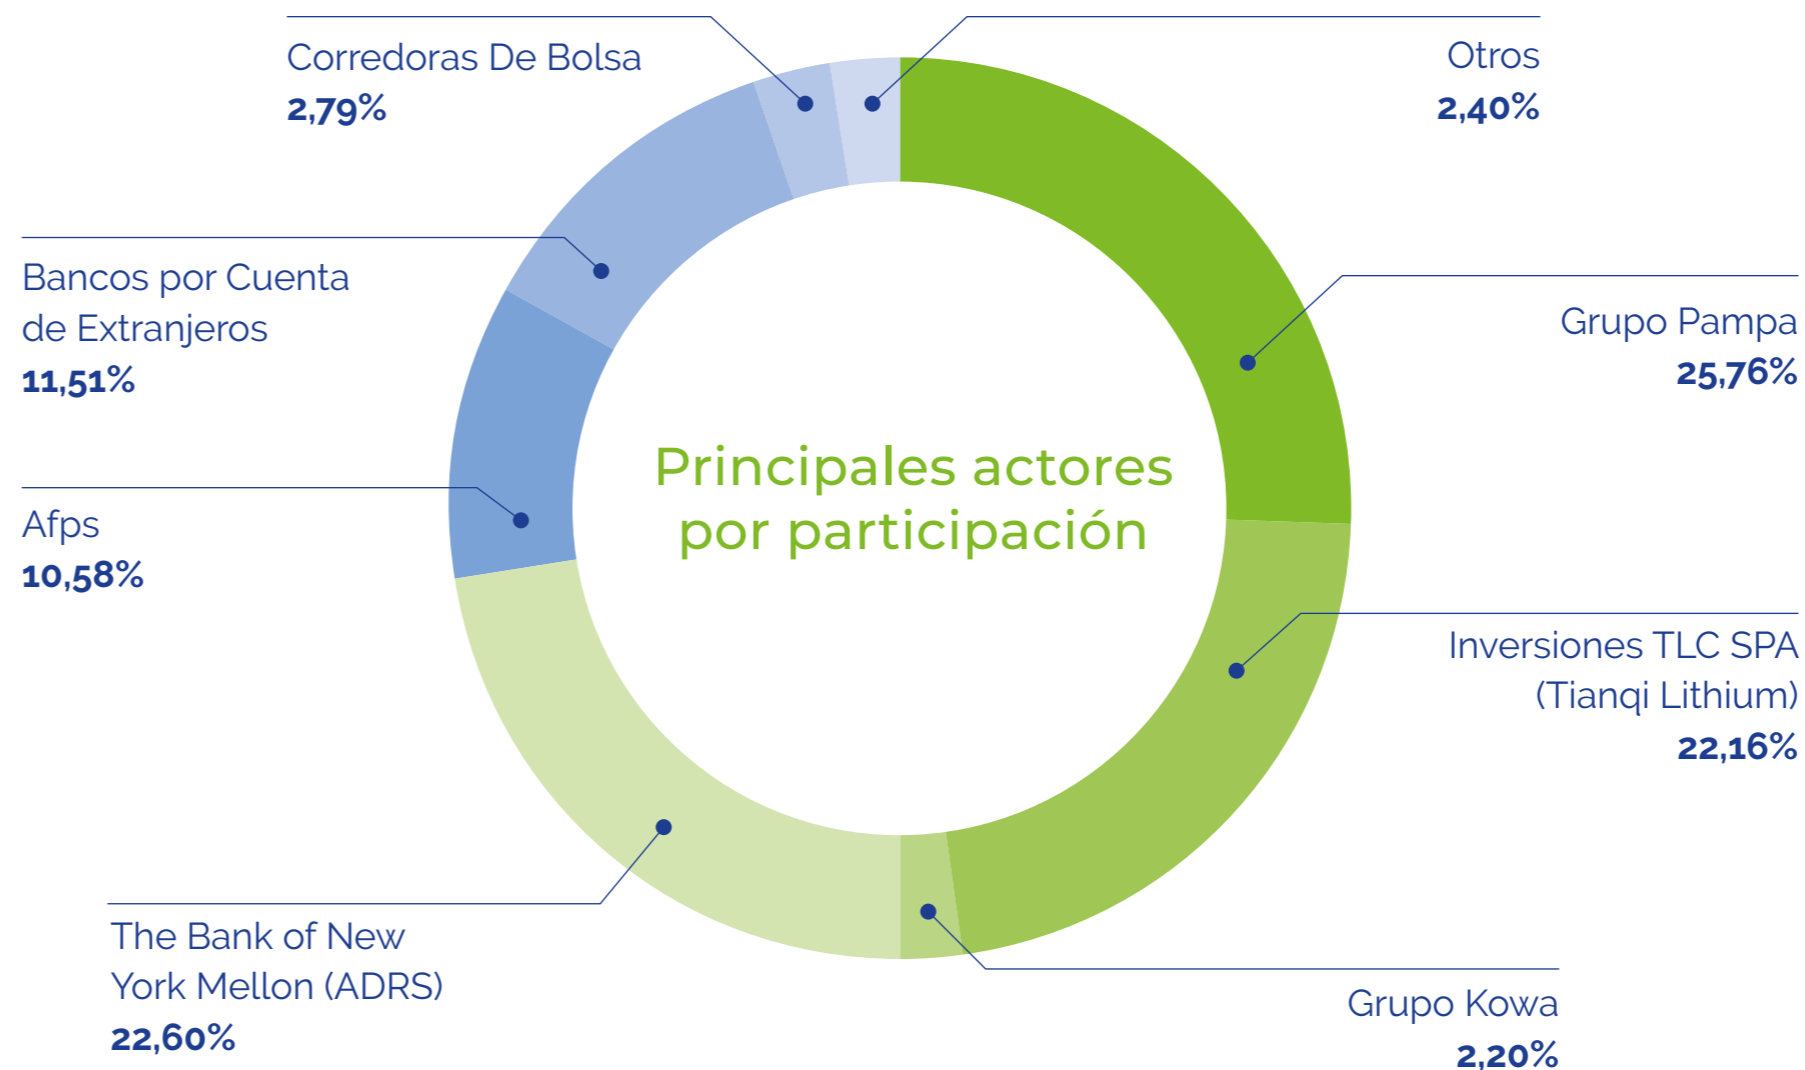 Corredoras De Bolsa
2,79%
Otros
2,40%
Bancos por Cuenta
de Extranjeros
11,51%
Grupo Pampa
25,76%
Principales actores
por participación
Afps
10,58%
Inversiones TLC SPA
(Tianqi Lithium)
22,16%
The Bank of New
York Mellon (ADRS)
22,60%
Grupo Kowa
2,20%